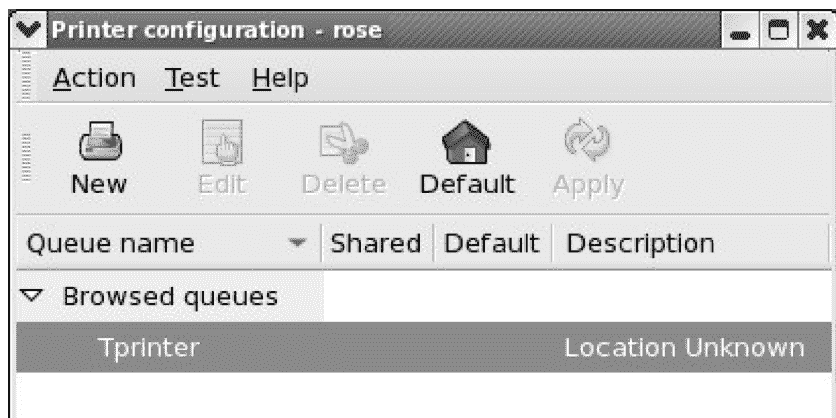 Printer configuration - rose
Action Test Help
New Edit Delete Default Apply
Queue name Shared Default Description
Browsed queues
Tprinter Location Unknown